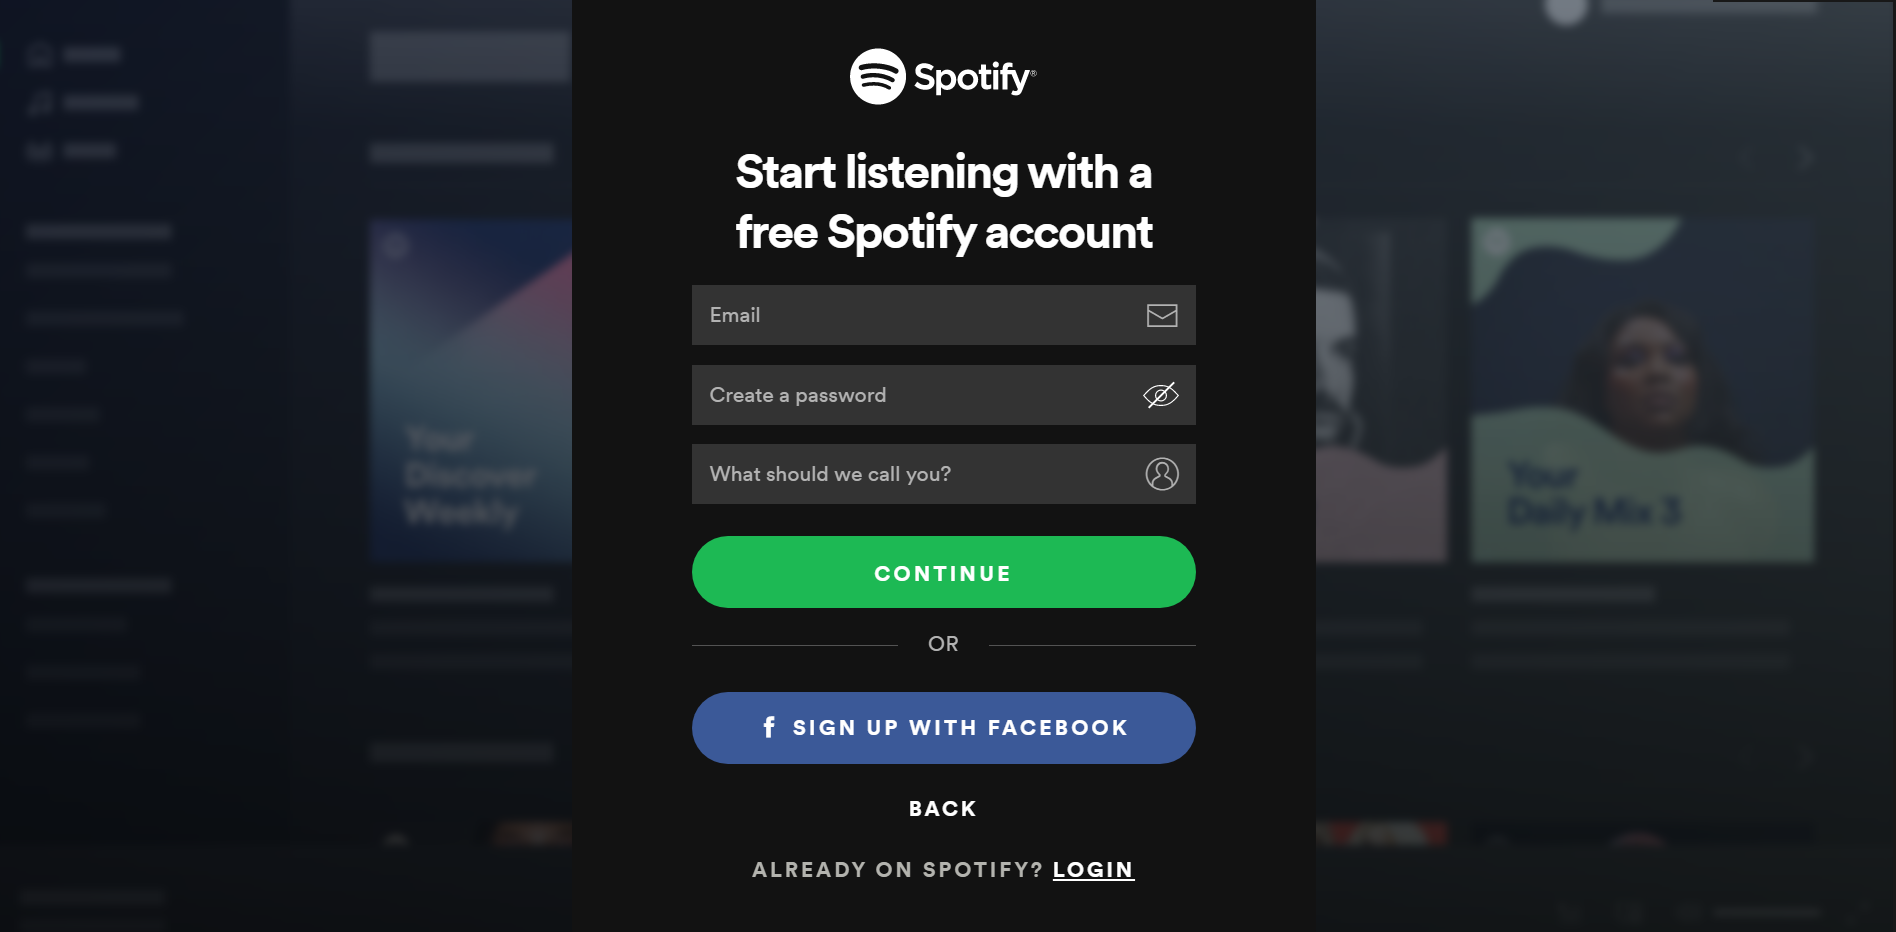 Spotify®
Start listening with a
free Spotify account
Email
Create a password
What should we call you?
CONTINUE
OR
f SIGN UP WITH FACEBOOK
BACK
ALREADY ON SPOTIFY? LOGIN
Your
Discover
Weekly
Your
Daily Mix 3